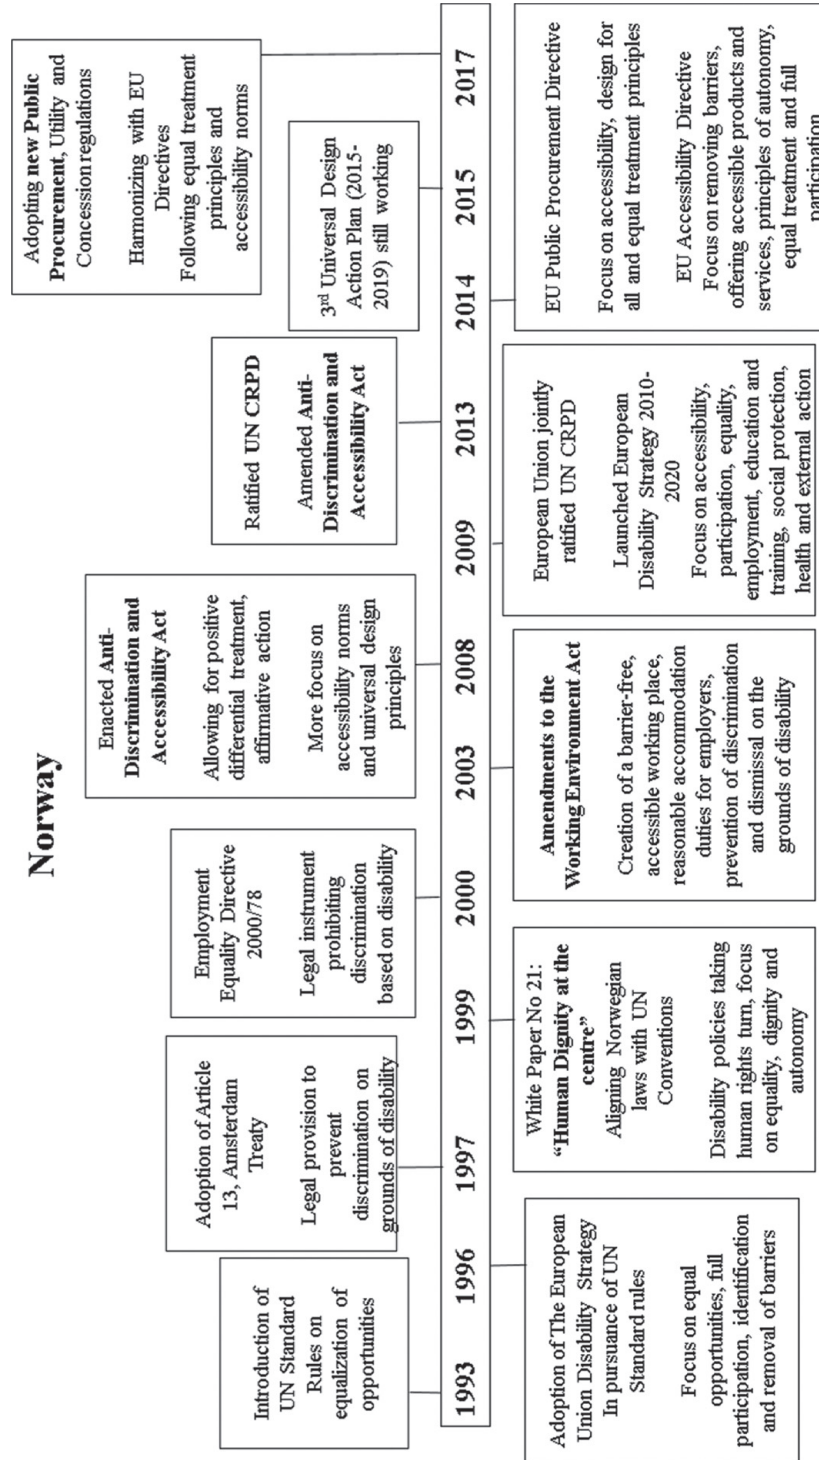 Norway
Introduction of
UN Standard
Rules on
equalization of
opportunities
Adoption of Article
13, Amsterdam
Treaty
Legal provision to
prevent
discrimination on
grounds of disability
Employment
Equality Directive
2000/78
Legal instrument
prohibiting
discrimination
based on disability
Enacted Anti-
Discrimination and
Accessibility Act
Allowing for positive
differential treatment,
affirmative action
More focus on
accessibility norms
and universal design
principles
Ratified UN CRPD
Amended Anti-
Discrimination and
Accessibility Act
3rd Universal Design
Action Plan (2015-
2019) still working
Adopting new Public
Procurement, Utility and
Concession regulations
Harmonizing with EU
Directives
Following equal treatment
principles and
accessibility norms
1993 1996 1997 1999 2000 2003 2008 2009 2013 2014 2015 2017
Adoption of The European
Union Disability Strategy
In pursuance of UN
Standard rules
Focus on equal
opportunities, full
participation, identification
and removal of barriers
White Paper No 21:
“Human Dignity at the
centre”
Aligning Norwegian
laws with UN
Conventions
Disability policies taking
human rights turn, focus
on equality, dignity and
autonomy
Amendments to the
Working Environment Act
Creation of a barrier-free,
accessible working place,
reasonable accommodation
duties for employers,
prevention of discrimination
and dismissal on the
grounds of disability
European Union jointly
ratified UN CRPD
Launched European
Disability Strategy 2010-
2020
Focus on accessibility,
participation, equality,
employment, education and
training, social protection,
health and external action
EU Public Procurement Directive
Focus on accessibility, design for
all and equal treatment principles
EU Accessibility Directive
Focus on removing barriers,
offering accessible products and
services, principles of autonomy,
equal treatment and full
participation